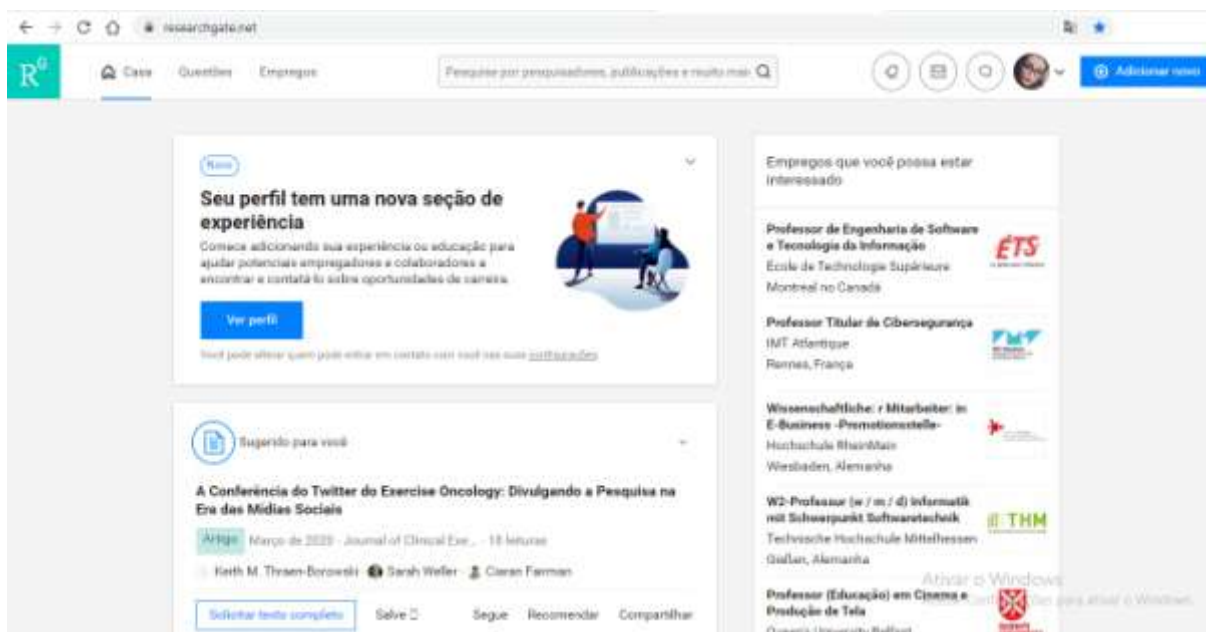 researchgate.net
RG
Casa Questões Empregos
Pesquise por pesquisadores, publicações e muito mais
Adicionar novo
Novo
Seu perfil tem uma nova seção de
experiência
Comece adicionando sua experiência ou educação para
ajudar potenciais empregadores e colaboradores a
encontrar e contatá-lo sobre oportunidades de carreira.
Ver perfil
Você pode alterar quem pode entrar em contato com você nas suas configurações
Sugerido para você
A Conferência do Twitter do Exercise Oncology: Divulgando a Pesquisa na
Era das Mídias Sociais
Artigo Março de 2020 · Journal of Clinical Exe... · 18 leituras
Keith M. Thraen-Borowski Sarah Weller Ciaran Fairman
Solicitar texto completo Salve Segue Recomendar Compartilhar
Empregos que você possa estar
interessado
Professor de Engenharia de Software
e Tecnologia da Informação
Ecole de Technologie Supérieure
Montreal no Canadá
ÉTS
Professor Titular de Cibersegurança
IMT Atlantique
Rennes, França
Wissenschaftliche: r Mitarbeiter: in
E-Business -Promotionsstelle-
Hochschule RheinMain
Wiesbaden, Alemanha
W2-Professur (w / m / d) Informatik
mit Schwerpunkt Softwaretechnik
Technische Hochschule Mittelhessen
Gießen, Alemanha
THM
Professor (Educação) em Cinema e
Produção de Tela
Queen's University Belfast
Ativar o Windows
para ativar o Windows.